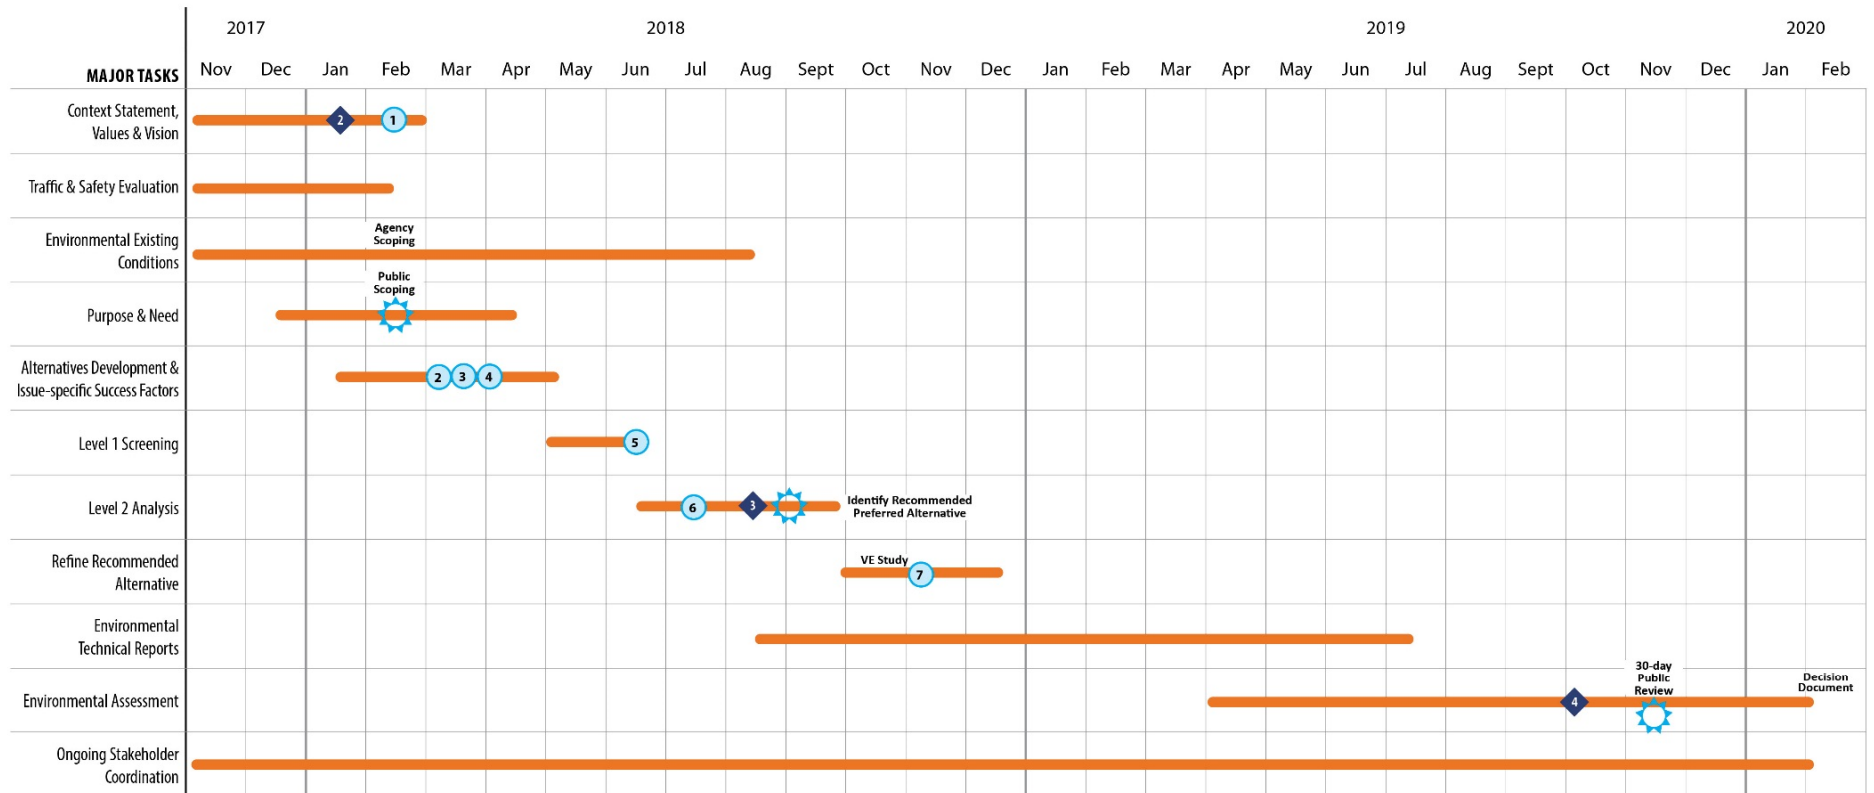 2017 2018 2019 2020
MAJOR TASKS Nov Dec Jan Feb Mar Apr May Jun Jul Aug Sept Oct Nov Dec Jan Feb Mar Apr May Jun Jul Aug Sept Oct Nov Dec Jan Feb
Context Statement,
Values & Vision
2 1
Traffic & Safety Evaluation
Environmental Existing
Conditions
Agency
Scoping
Purpose & Need
Public
Scoping
Alternatives Development &
Issue-specific Success Factors
2 3 4
Level 1 Screening
5
Level 2 Analysis
6 3
Identify Recommended
Preferred Alternative
Refine Recommended
Alternative
VE Study
7
Environmental
Technical Reports
Environmental Assessment
4
30-day
Public
Review
Decision
Document
Ongoing Stakeholder
Coordination